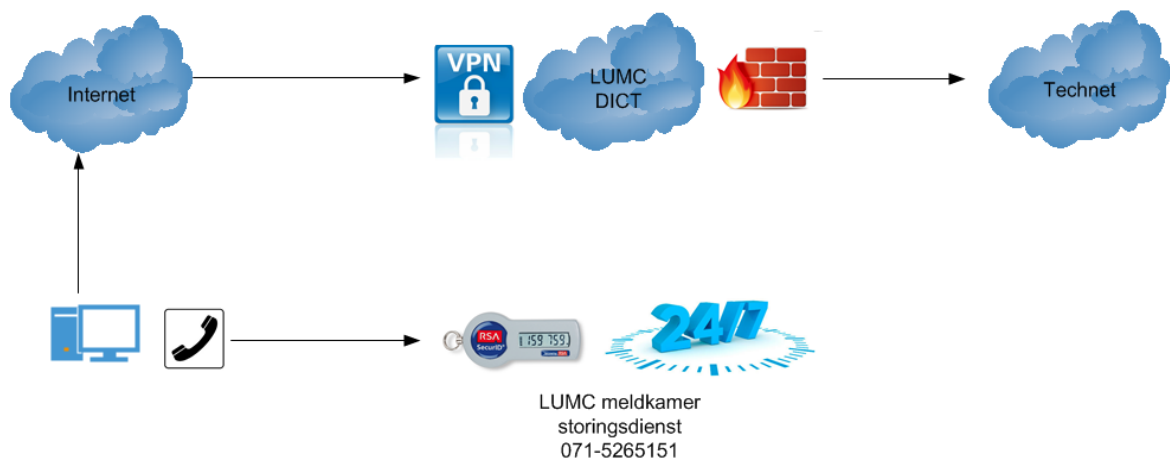 Internet
VPN
LUMC
DICT
Technet
RSA
SecurID
159 759
24/7
LUMC meldkamer
storingsdienst
071-5265151